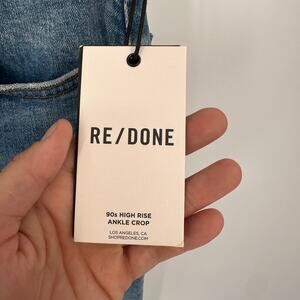 RE/DONE
90s HIGH RISE
ANKLE CROP
LOS ANGELES, CA
SHOPREDONE.COM